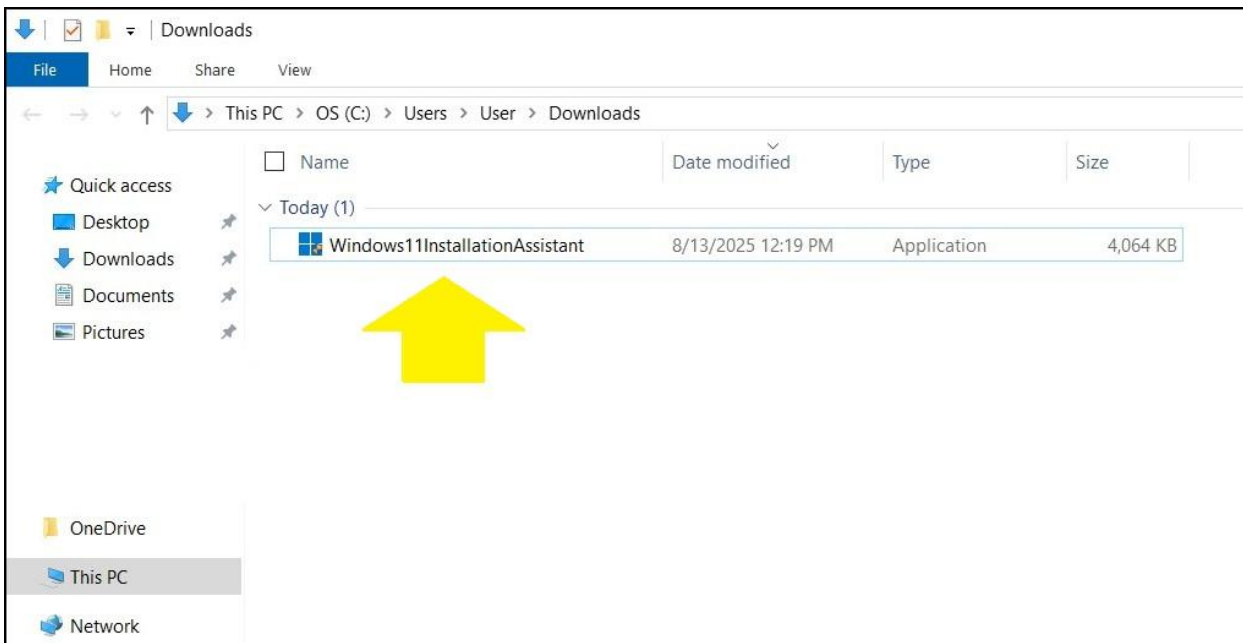 Downloads
File Home Share View
This PC > OS (C:) > Users > User > Downloads
Name Date modified Type Size
Quick access
Today (1)
Desktop
Windows11InstallationAssistant 8/13/2025 12:19 PM Application 4,064 KB
Downloads
Documents
Pictures
OneDrive
This PC
Network